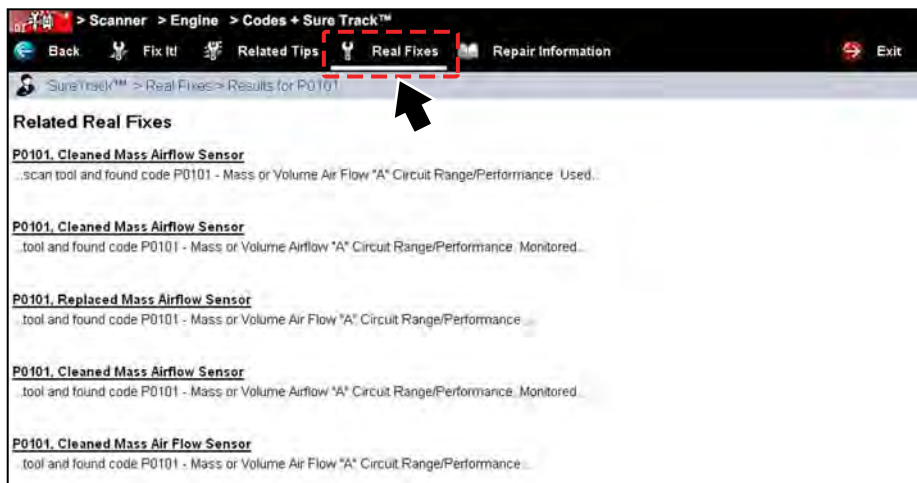 > Scanner > Engine > Codes + Sure Track™
Back Fix It! Related Tips Real Fixes Repair Information Exit
SureTrack™ > Real Fixes > Results for P0101
Related Real Fixes
P0101, Cleaned Mass Airflow Sensor
...scan tool and found code P0101 - Mass or Volume Air Flow "A" Circuit Range/Performance. Used...
P0101, Cleaned Mass Airflow Sensor
...tool and found code P0101 - Mass or Volume Airflow "A" Circuit Range/Performance. Monitored...
P0101, Replaced Mass Airflow Sensor
...tool and found code P0101 - Mass or Volume Air Flow "A" Circuit Range/Performance ...
P0101, Cleaned Mass Airflow Sensor
...tool and found code P0101 - Mass or Volume Airflow "A" Circuit Range/Performance. Monitored...
P0101, Cleaned Mass Air Flow Sensor
...tool and found code P0101 - Mass or Volume Air Flow "A" Circuit Range/Performance ...